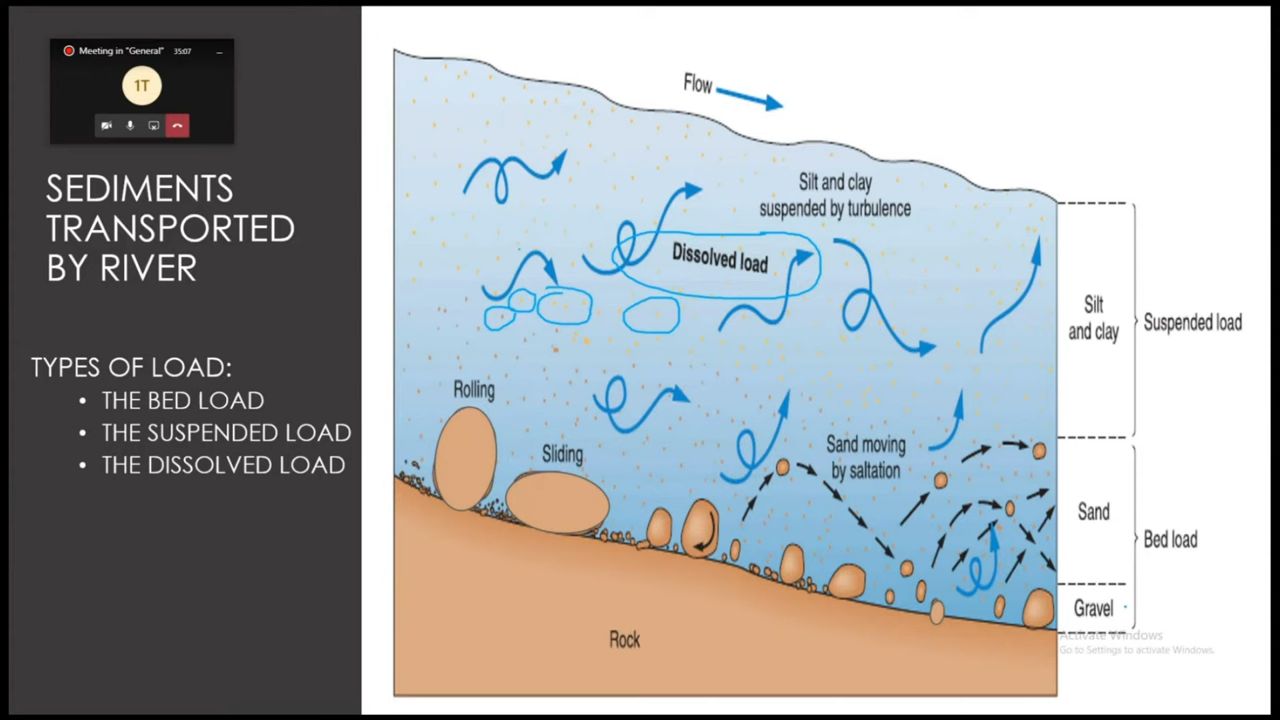 Meeting in "General" 35:07
1T
SEDIMENTS
TRANSPORTED
BY RIVER
TYPES OF LOAD:
• THE BED LOAD
• THE SUSPENDED LOAD
• THE DISSOLVED LOAD
Flow
Silt and clay
suspended by turbulence
Dissolved load
Silt
and clay
Suspended load
Rolling
Sliding
Sand moving
by saltation
Sand
Bed load
Gravel
Rock
Activate Windows
Go to Settings to activate Windows.